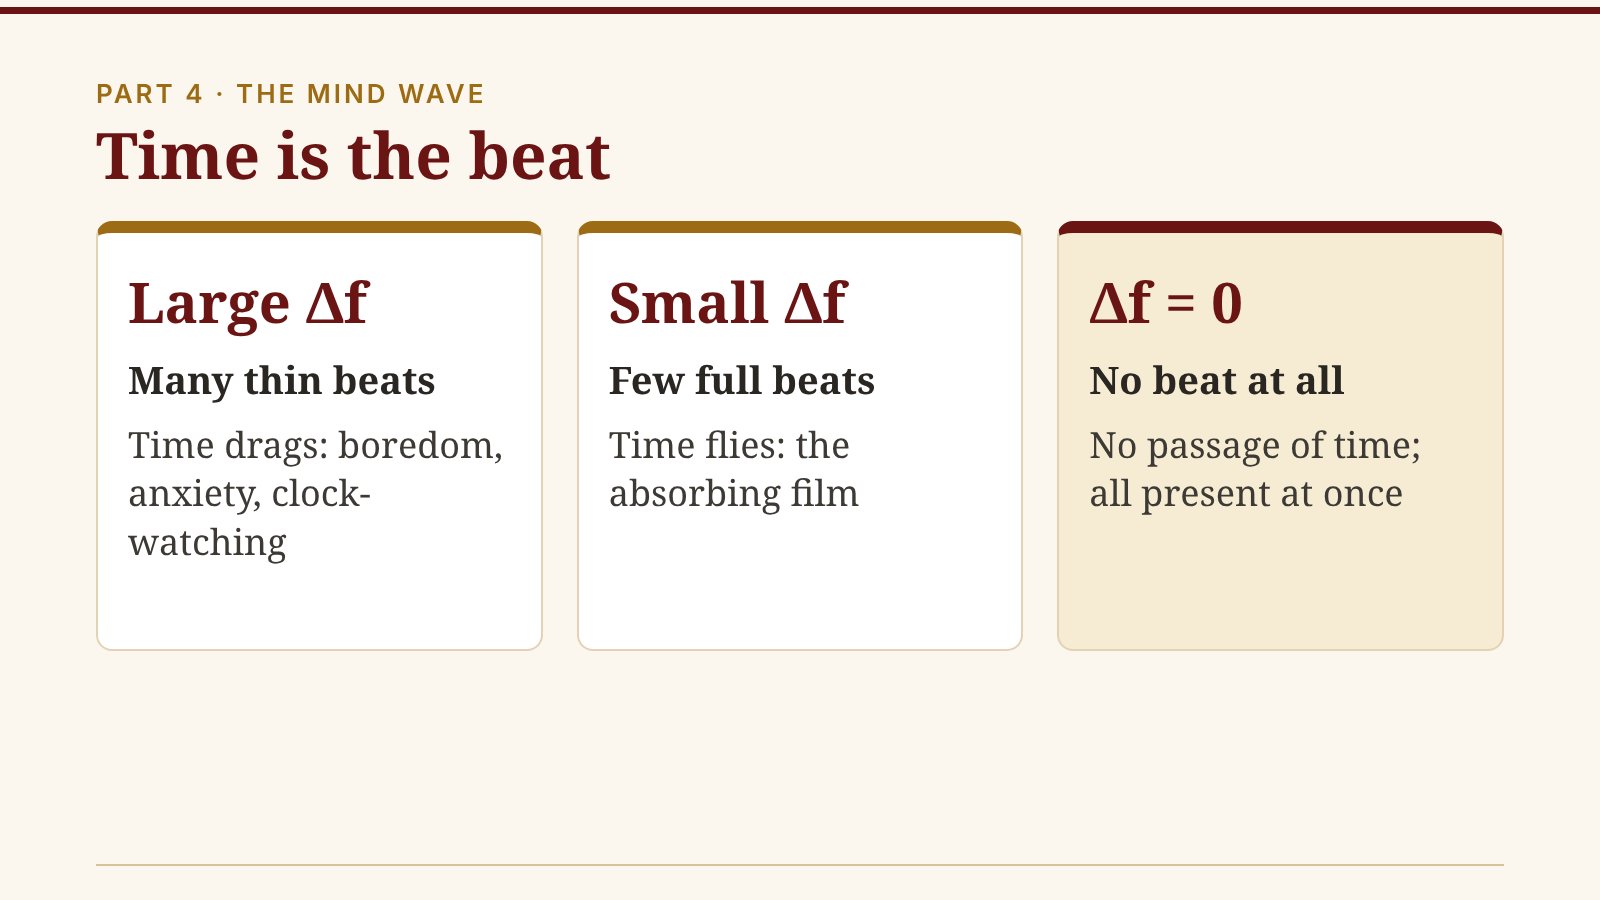 PART 4 · THE MIND WAVE
Time is the beat
Large Δf
Many thin beats
Time drags: boredom,
anxiety, clock-
watching
Small Δf
Few full beats
Time flies: the
absorbing film
Δf = 0
No beat at all
No passage of time;
all present at once